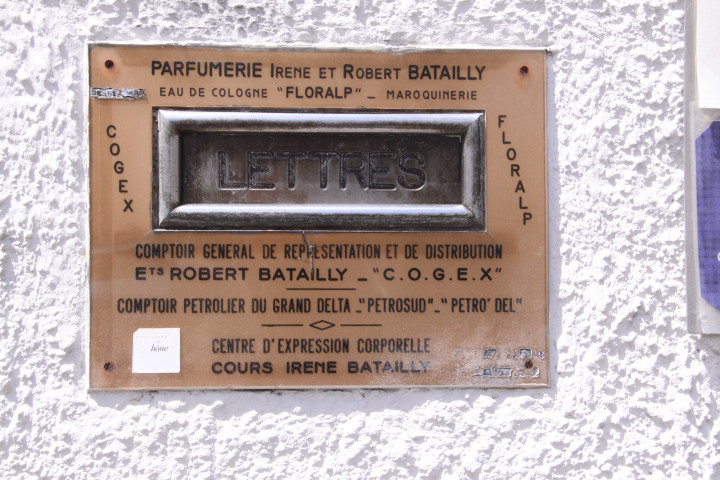 PARFUMERIE IRENE ET ROBERT BATAILLY
EAU DE COLOGNE "FLORALP" _ MAROQUINERIE
COGEX
LETTRES
FLORALP
COMPTOIR GENERAL DE REPRESENTATION ET DE DISTRIBUTION
ETS ROBERT BATAILLY _ "C.O.G.E.X"
COMPTOIR PETROLIER DU GRAND DELTA _ "PETROSUD" _ "PETRO' DEL"
CENTRE D'EXPRESSION CORPORELLE
COURS IRENE BATAILLY